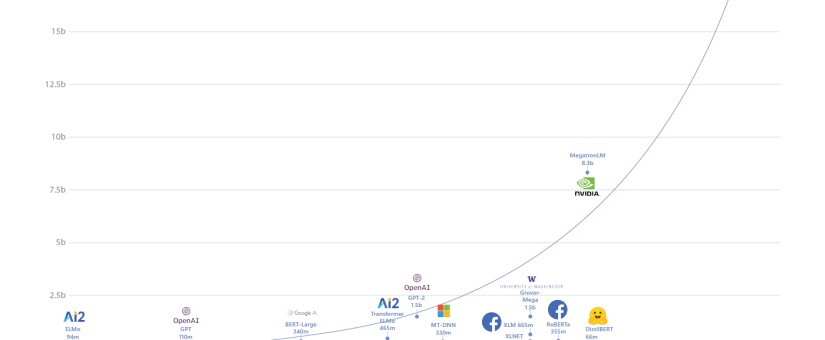 15b
12.5b
10b
MegatronLM
8.3b
7.5b
NVIDIA
5b
W
UNIVERSITY of WASHINGTON
OpenAI
GPT-2
1.5b
Grover-
Mega
1.5b
2.5b
Ai2
ELMo
94m
OpenAI
GPT
110m
Google AI
BERT-Large
340m
Ai2
Transformer
ELMo
465m
MT-DNN
330m
XLM 665m
XLNET
RoBERTa
355m
DistilBERT
66m